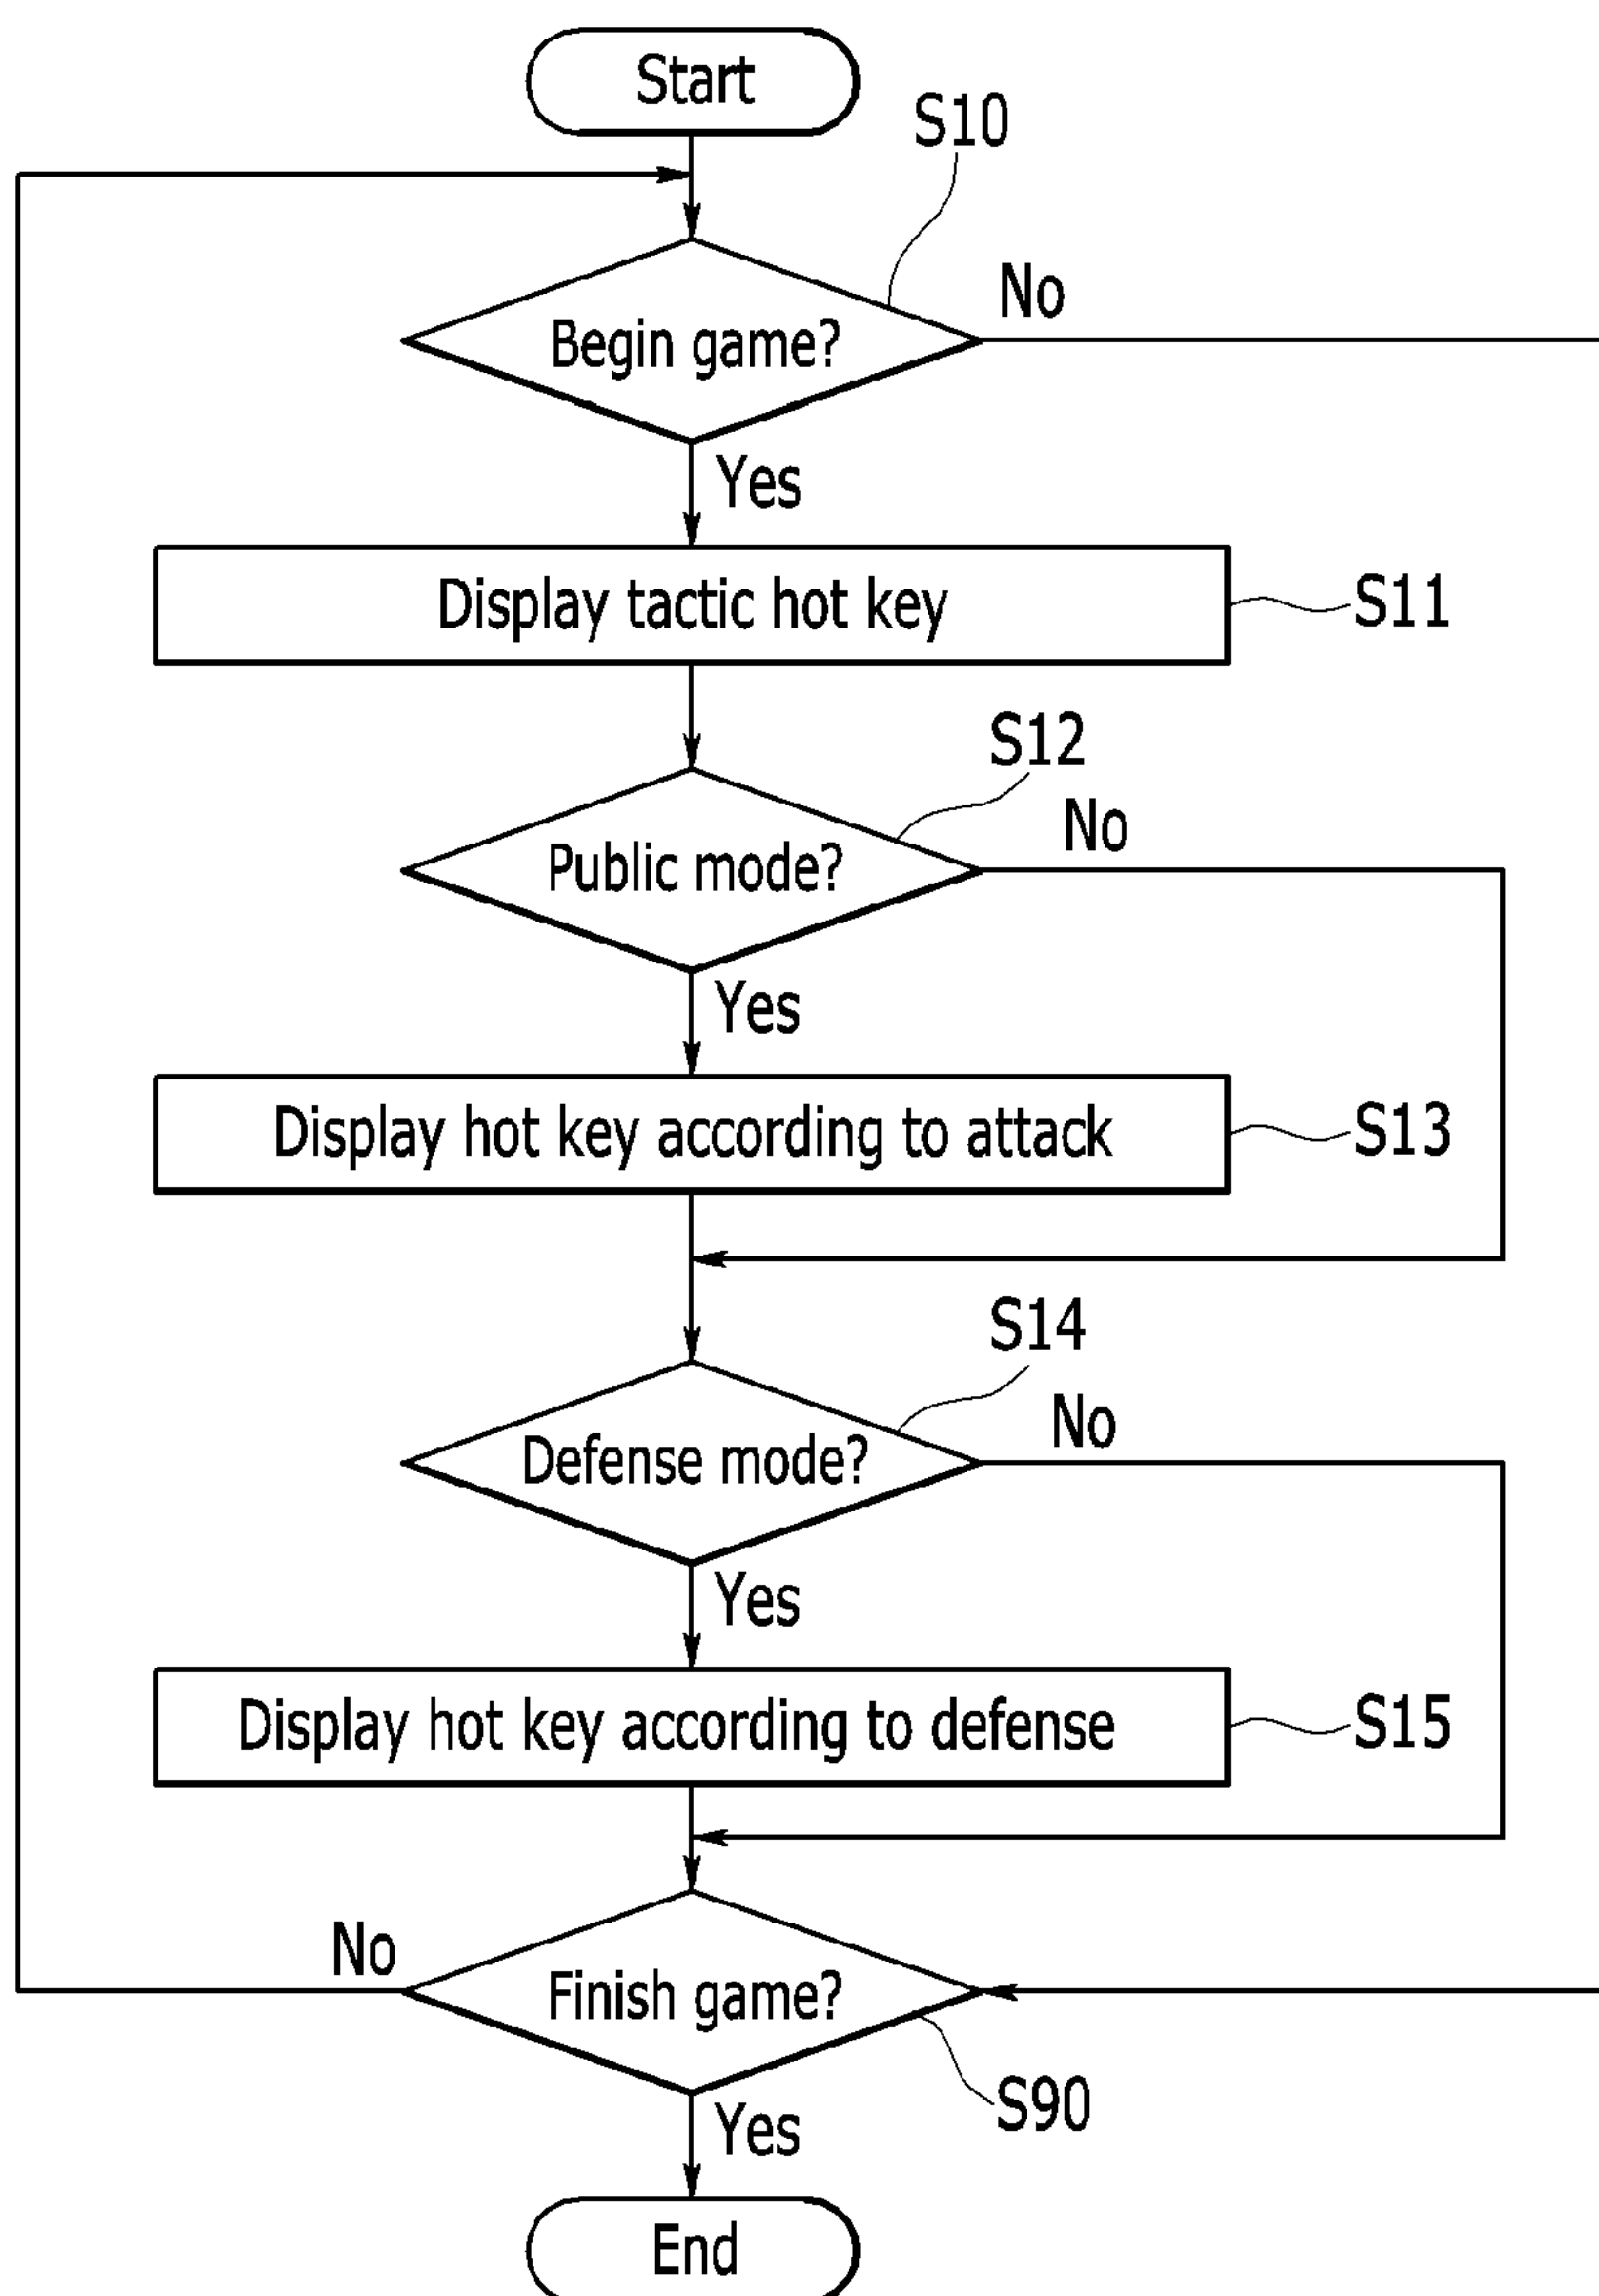 Start
S10
No
Begin game?
Yes
Display tactic hot key
S11
S12
No
Public mode?
Yes
Display hot key according to attack
S13
S14
No
Defense mode?
Yes
Display hot key according to defense
S15
No
Finish game?
S90
Yes
End